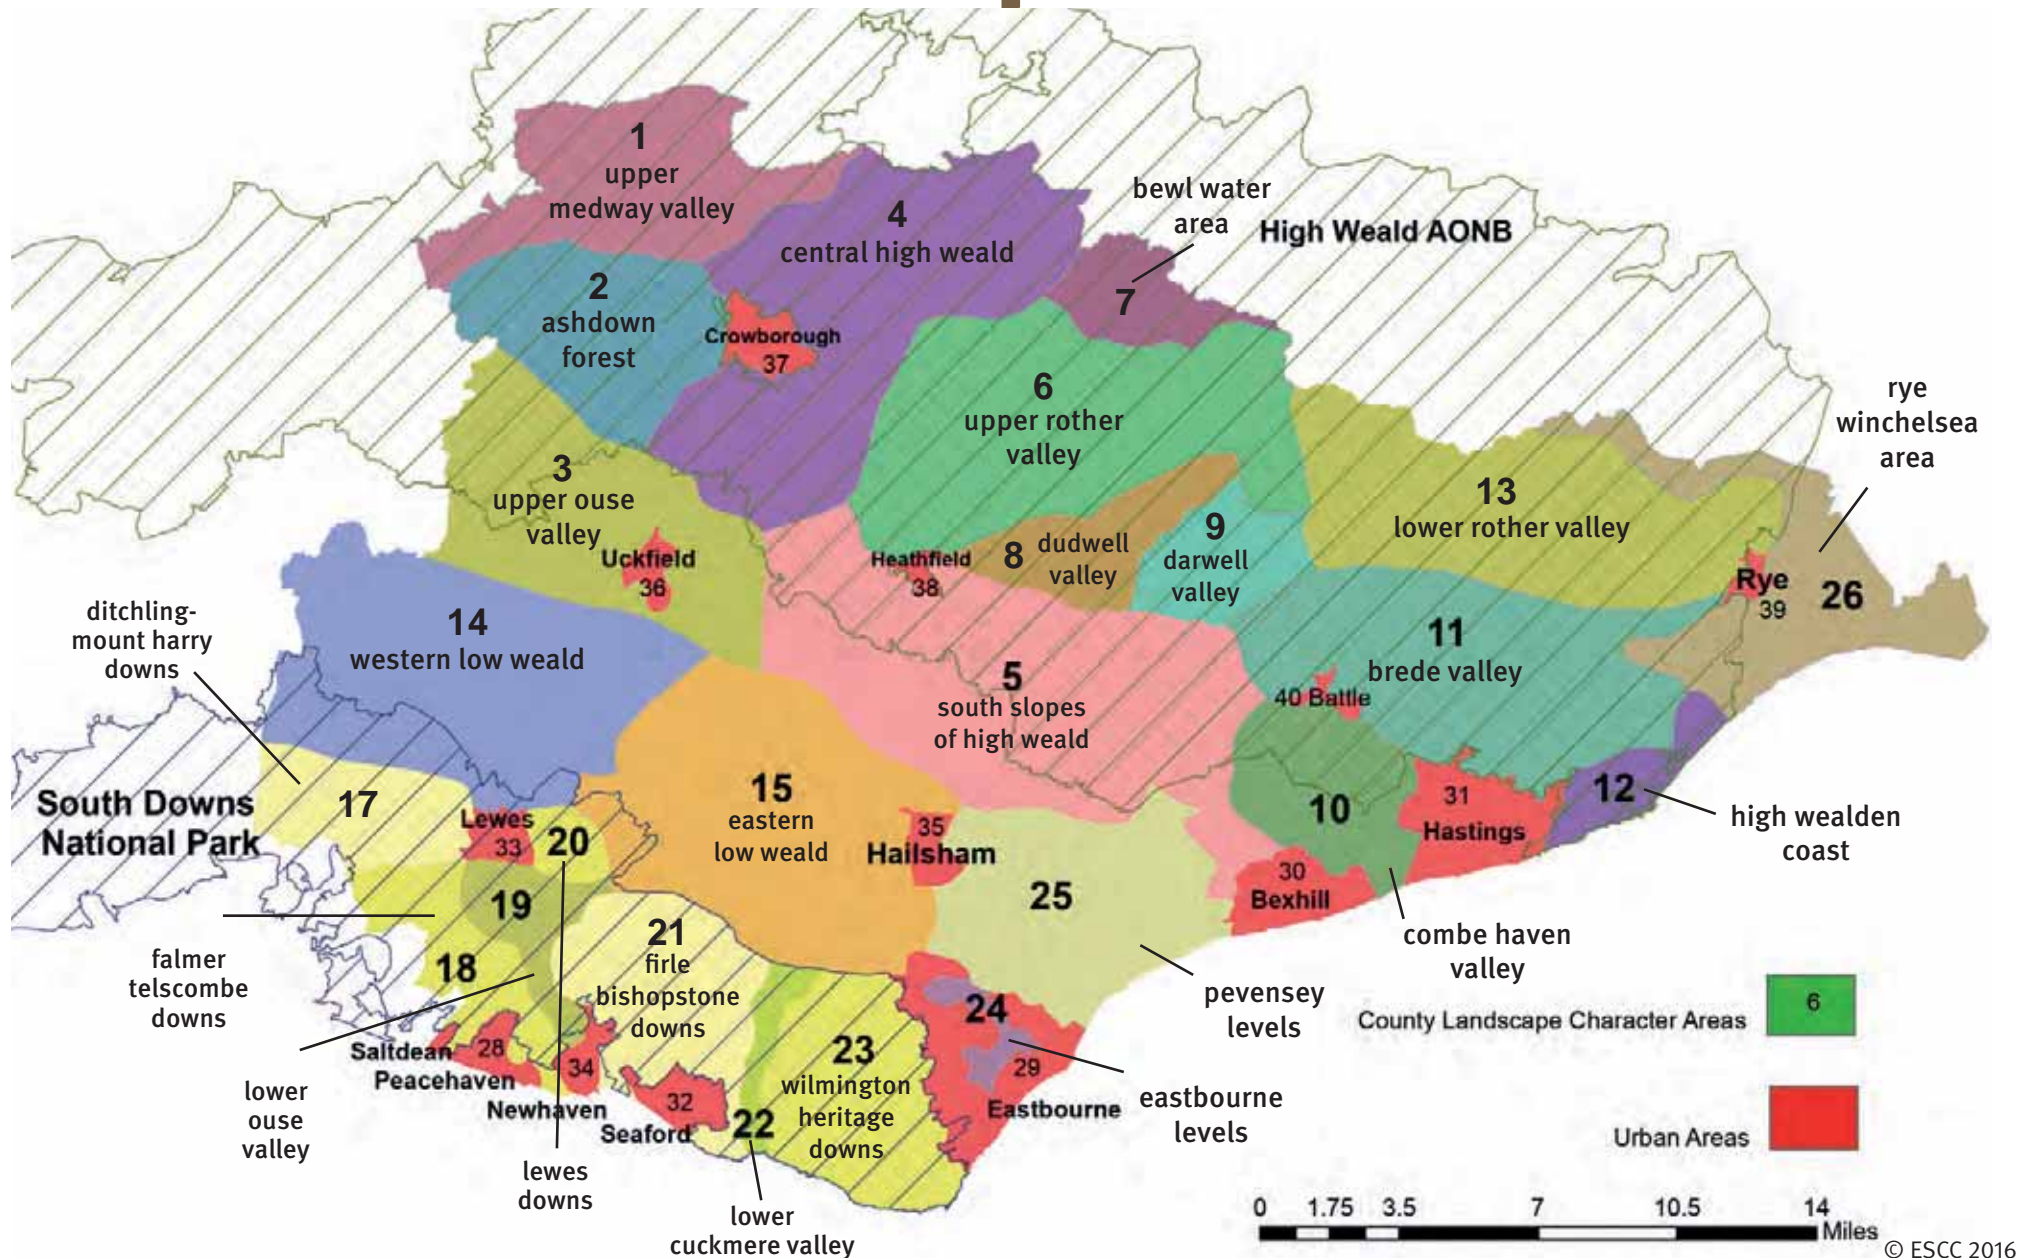 1
upper
medway valley
2
ashdown
forest
Crowborough
37
4
central high weald
bewl water
area
7
High Weald AONB
3
upper ouse
valley
Uckfield
36
6
upper rother
valley
Heathfield
38
8
dudwell
valley
9
darwell
valley
13
lower rother valley
rye
winchelsea
area
Rye
39
26
ditchling-
mount harry
downs
14
western low weald
5
south slopes
of high weald
11
brede valley
40 Battle
South Downs
National Park
17
Lewes
33
20
15
eastern
low weald
35
Hailsham
10
31
Hastings
12
high wealden
coast
30
Bexhill
25
19
18
falmer
telscombe
downs
21
firle
bishopstone
downs
combe haven
valley
pevensey
levels
24
29
Eastbourne
eastbourne
levels
Saltdean
28
Peacehaven
34
Newhaven
32
Seaford
22
23
wilmington
heritage
downs
lower
ouse
valley
lewes
downs
lower
cuckmere valley
County Landscape Character Areas
6
Urban Areas
0 1.75 3.5 7 10.5 14
Miles
© ESCC 2016